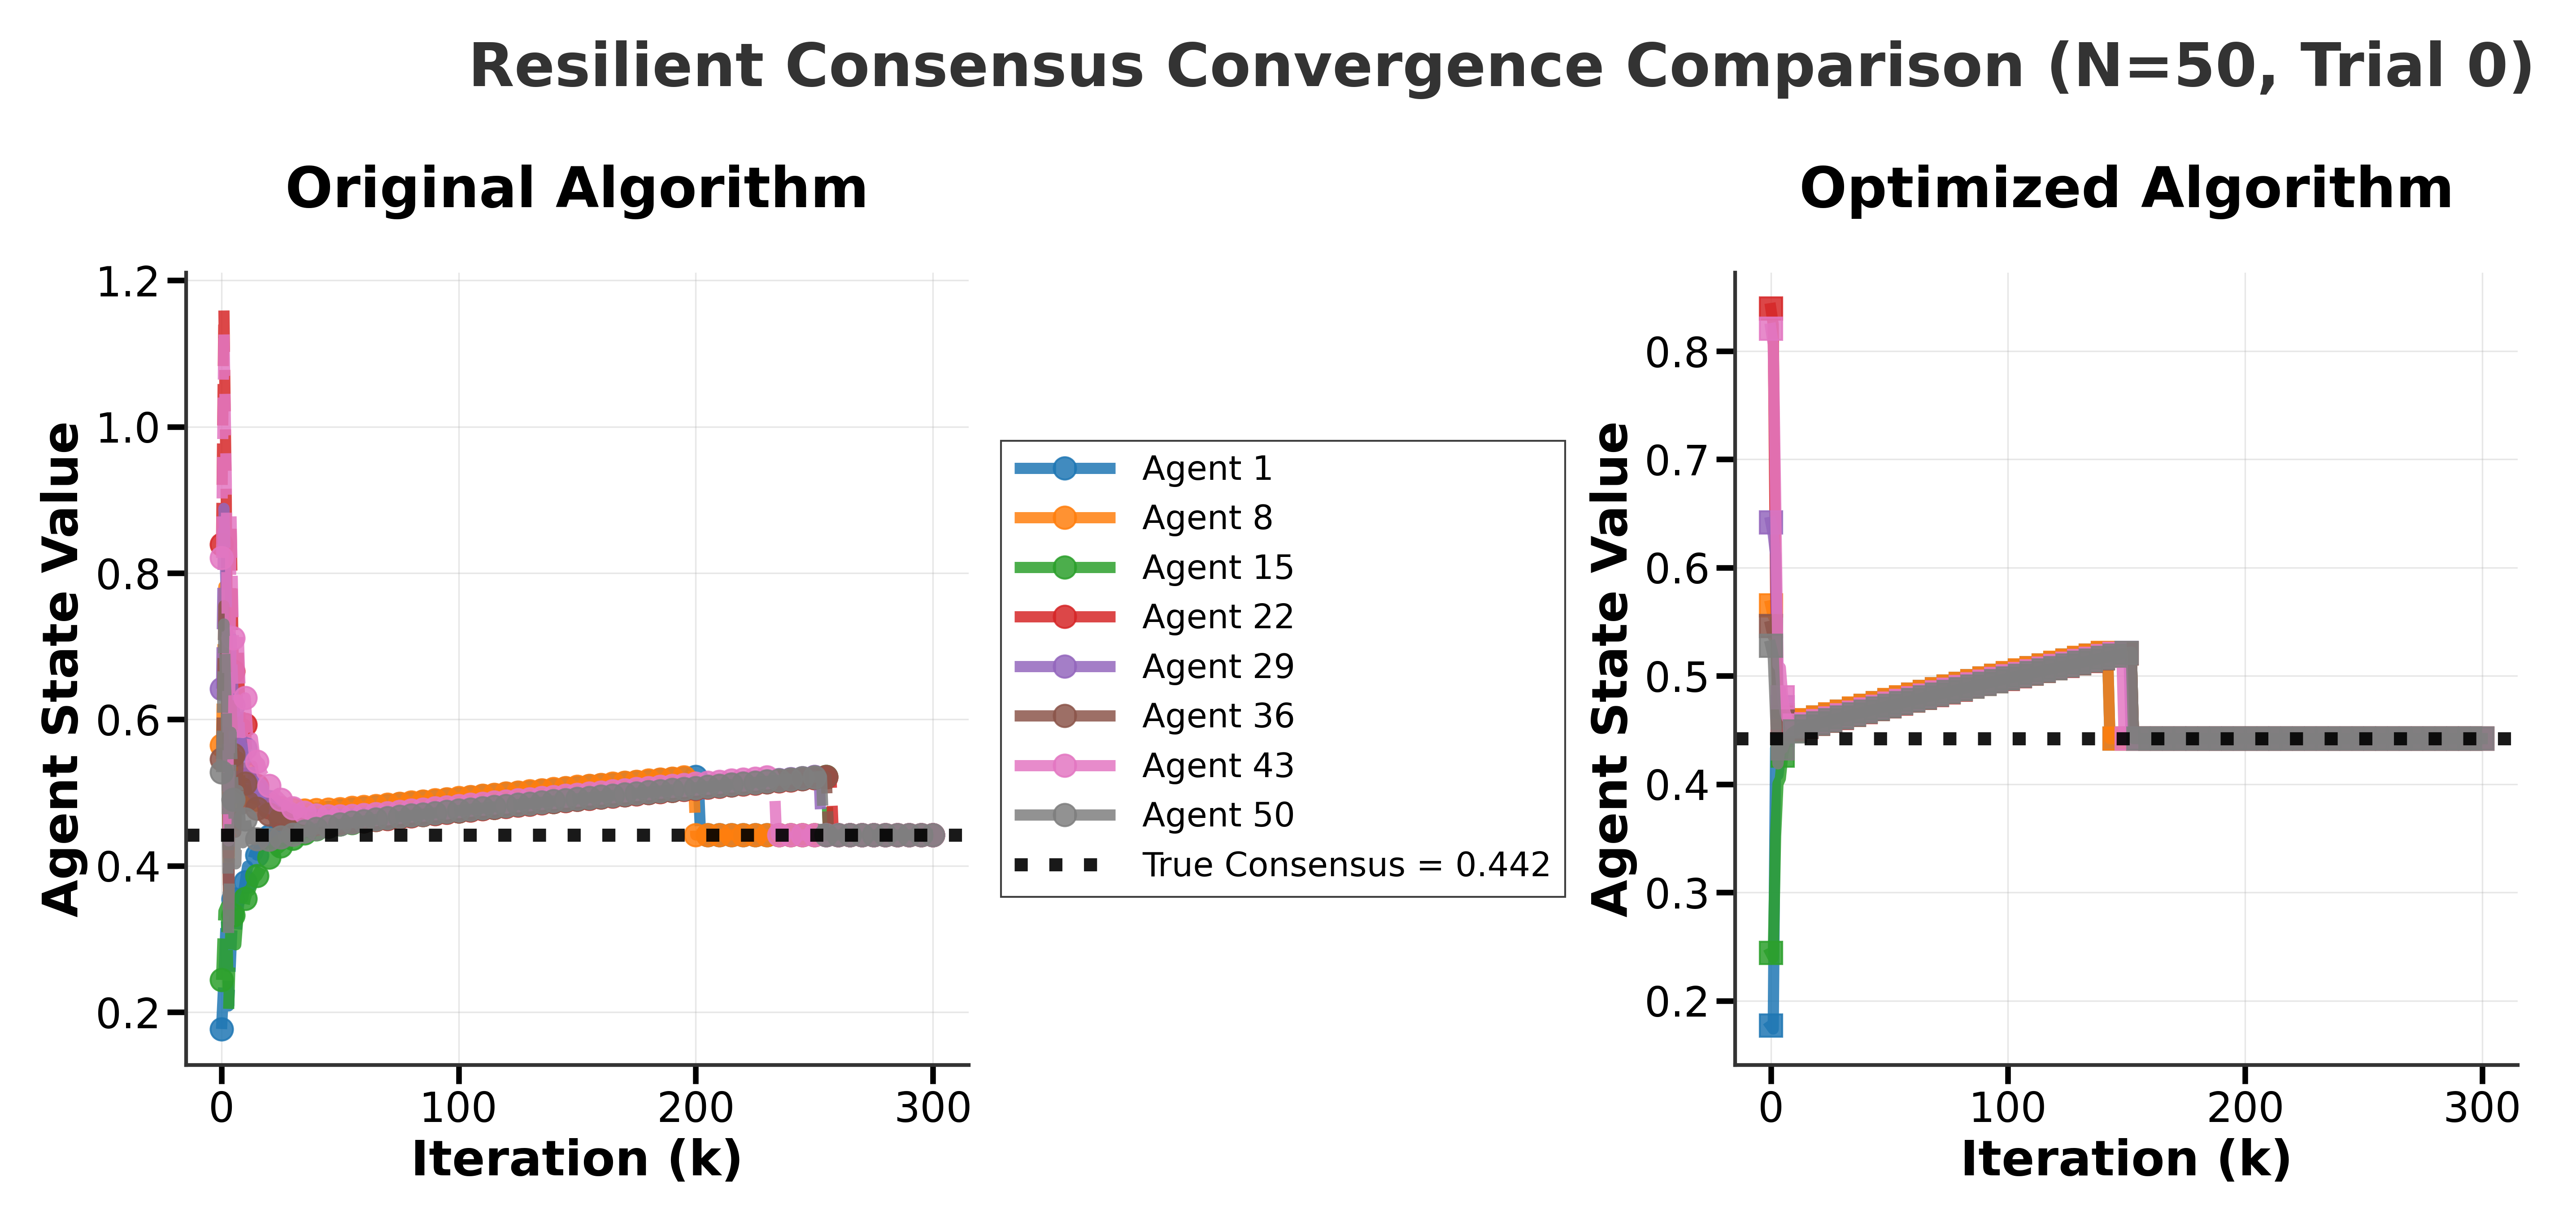 Resilient Consensus Convergence Comparison (N=50, Trial 0)
Original Algorithm
Agent State Value
1.2
1.0
0.8
0.6
0.4
0.2
0
100
200
300
Iteration (k)
Agent 1
Agent 8
Agent 15
Agent 22
Agent 29
Agent 36
Agent 43
Agent 50
True Consensus = 0.442
Optimized Algorithm
Agent State Value
0.8
0.7
0.6
0.5
0.4
0.3
0.2
0
100
200
300
Iteration (k)